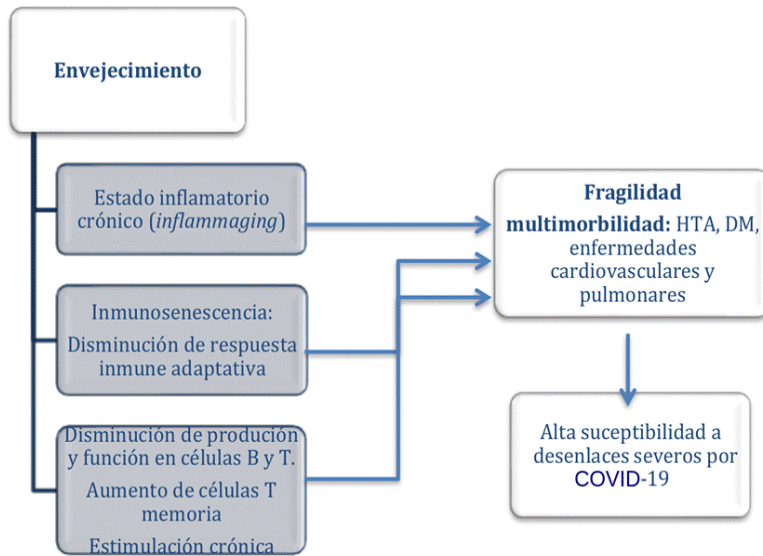 Envejecimiento
Estado inflamatorio
crónico (inflammaging)
Inmunosenescencia:
Disminución de respuesta
inmune adaptativa
Disminución de produción
y función en células B y T.
Aumento de células T
memoria
Estimulación crónica
Fragilidad
multimorbilidad: HTA, DM,
enfermedades
cardiovasculares y
pulmonares
Alta suceptibilidad a
desenlaces severos por
COVID-19